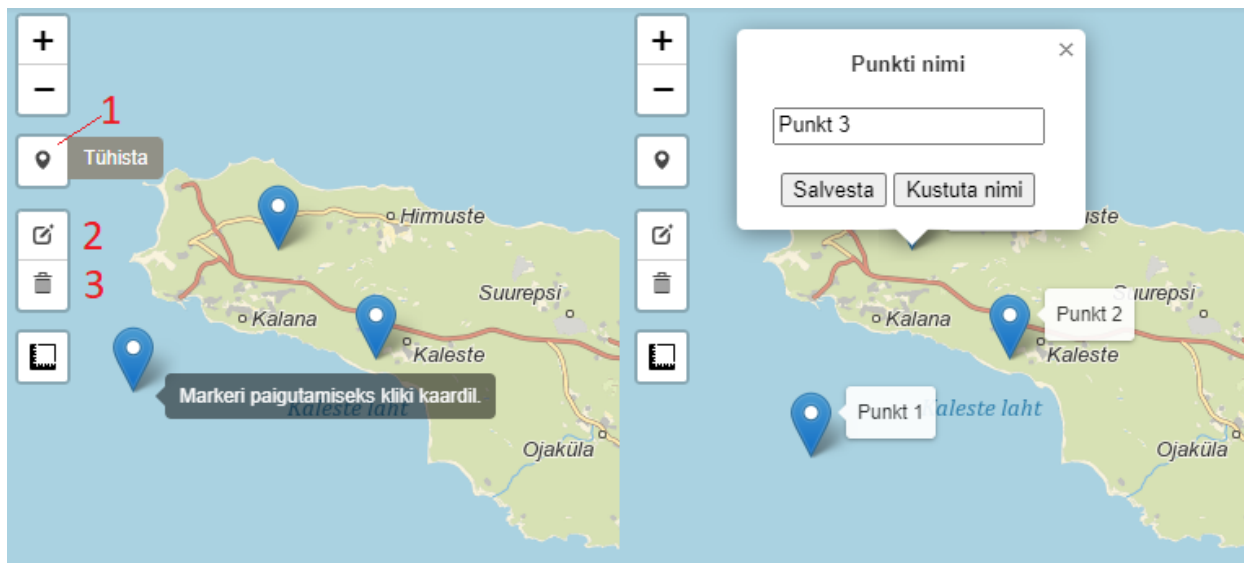 +
−
1
Tühista
2
3
Hirmuste
Suurepsi
Kalana
Kaleste
Markeri paigutamiseks kliki kaardil.
Kaleste laht
Ojaküla
+
−
×
Punkti nimi
Punkt 3
Salvesta
Kustuta nimi
uste
Suurepsi
Kalana
Punkt 2
Kaleste
Punkt 1
Kaleste laht
Ojaküla